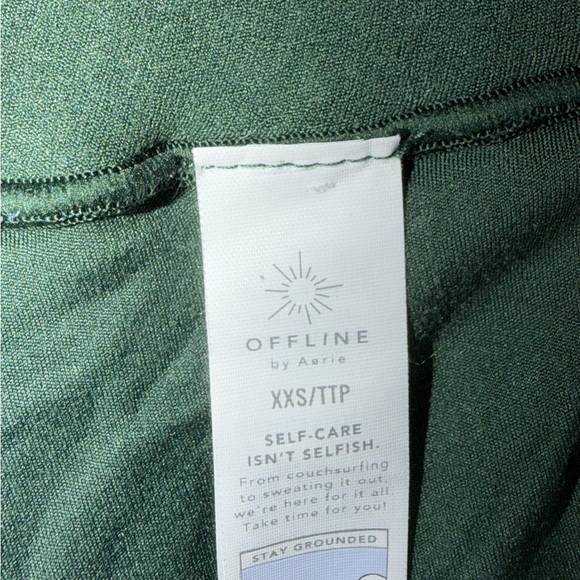 OFFLINE
by Aerie
XXS/TTP
SELF-CARE
ISN'T SELFISH.
From couchsurfing
to sweating it out,
we're here for it all.
Take time for you!
STAY GROUNDED